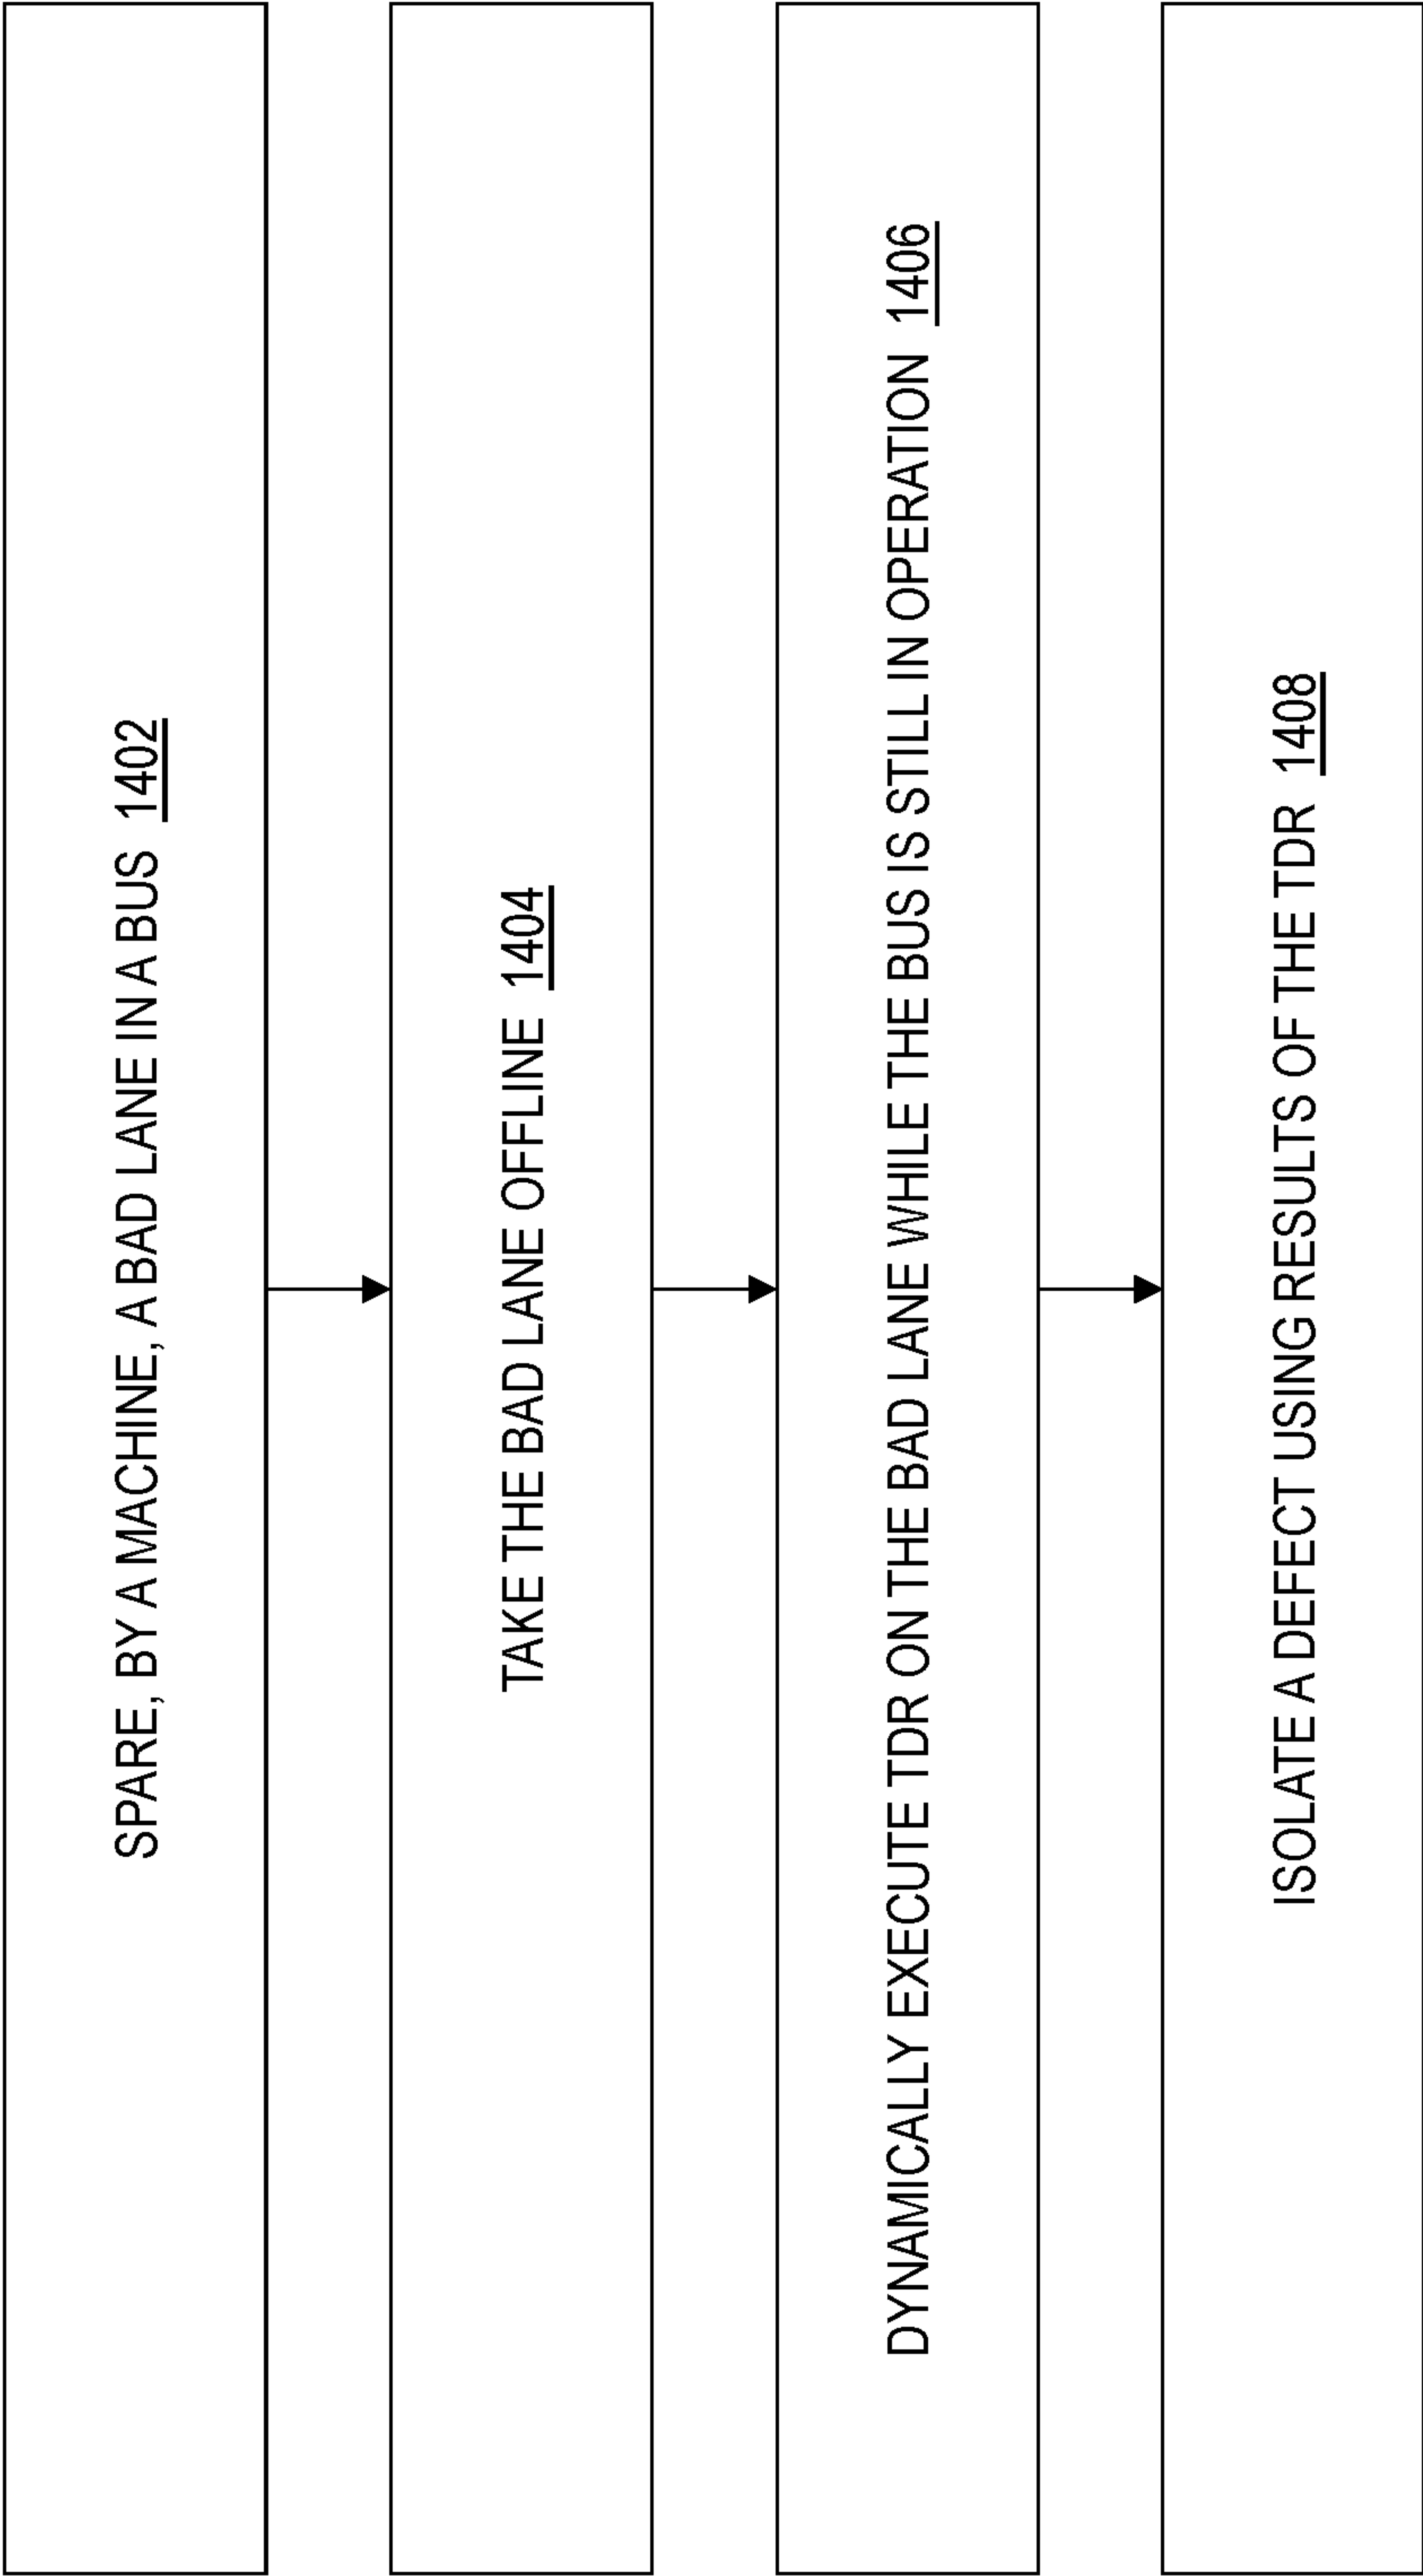 SPARE, BY A MACHINE, A BAD LANE IN A BUS 1402
TAKE THE BAD LANE OFFLINE 1404
DYNAMICALLY EXECUTE TDR ON THE BAD LANE WHILE THE BUS IS STILL IN OPERATION 1406
ISOLATE A DEFECT USING RESULTS OF THE TDR 1408